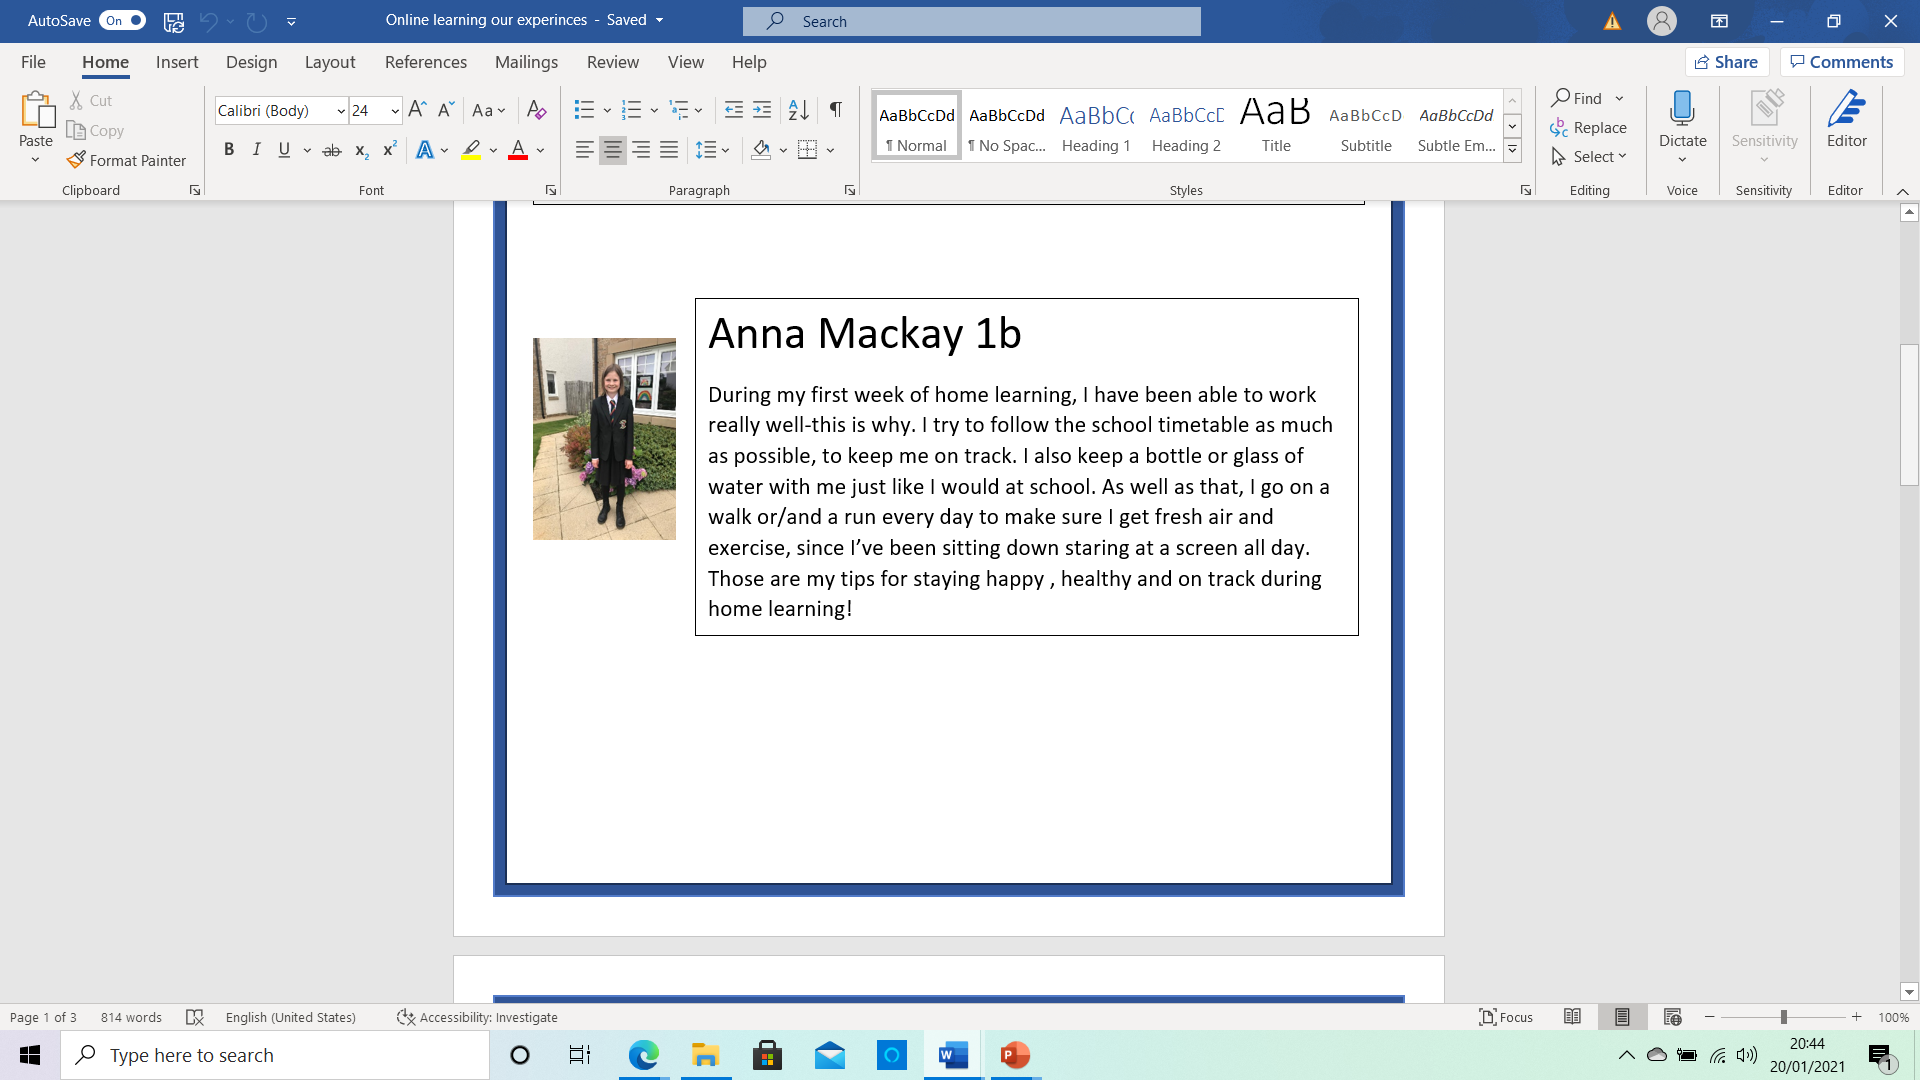 AutoSave On
Online learning our experinces - Saved
Search
File Home Insert Design Layout References Mailings Review View Help
Share Comments
Paste
Cut
Copy
Format Painter
Clipboard
Calibri (Body) 24
Font
Paragraph
AaBbCcDd ¶ Normal
AaBbCcDd ¶ No Spac...
AaBbCc Heading 1
AaBbCcE Heading 2
AaB Title
AaBbCcD Subtitle
AaBbCcDd Subtle Em...
Styles
Find
Replace
Select
Editing
Dictate
Voice
Sensitivity
Sensitivity
Editor
Editor
Anna Mackay 1b
During my first week of home learning, I have been able to work
really well-this is why. I try to follow the school timetable as much
as possible, to keep me on track. I also keep a bottle or glass of
water with me just like I would at school. As well as that, I go on a
walk or/and a run every day to make sure I get fresh air and
exercise, since I’ve been sitting down staring at a screen all day.
Those are my tips for staying happy , healthy and on track during
home learning!
Page 1 of 3 814 words English (United States) Accessibility: Investigate
Focus 100%
Type here to search
20:44
20/01/2021
1